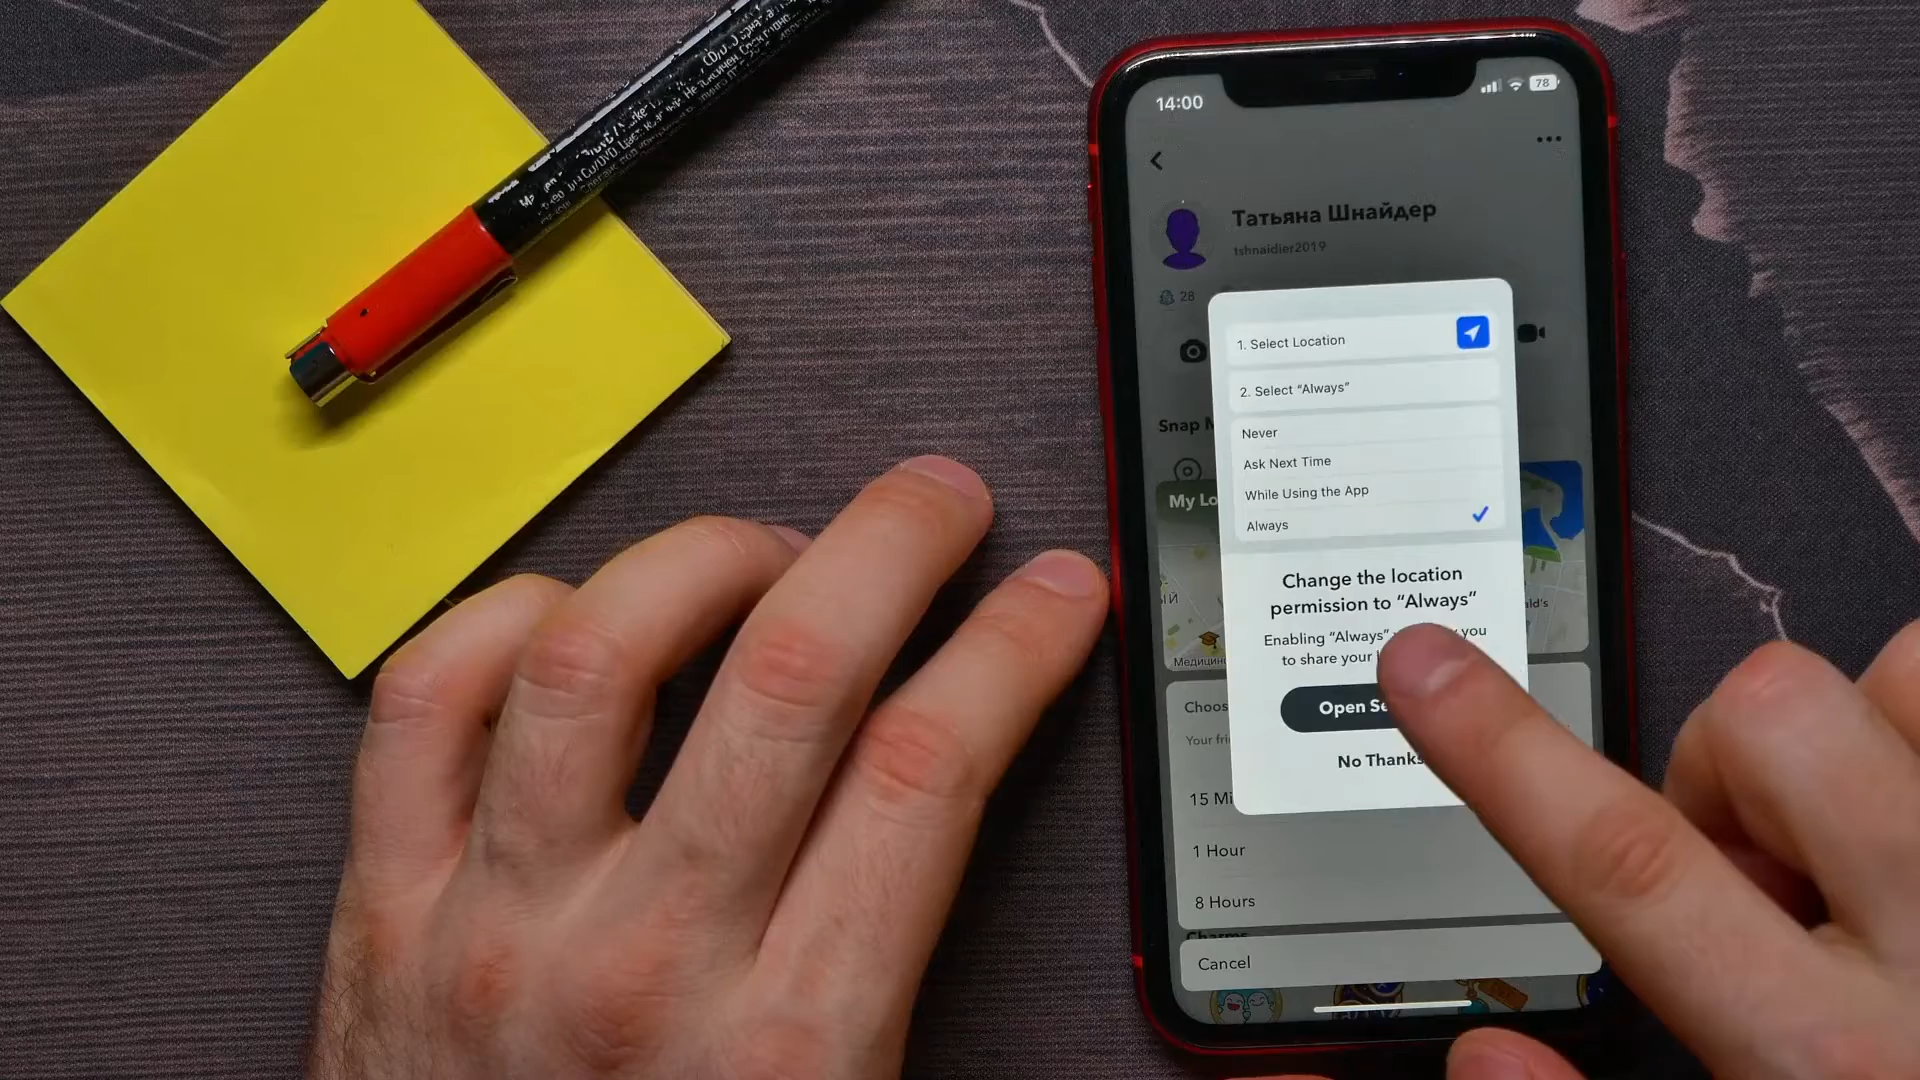 14:00
78
Татьяна Шнайдер
tshnaidier2019
28
1. Select Location
2. Select “Always”
Never
Ask Next Time
While Using the App
Always
Snap
My Lo
Change the location
permission to “Always”
Enabling “Always” you
to share your
Open Se
No Thanks
ald's
Медицин
Choos
Your fri
15 Mi
1 Hour
8 Hours
Charms
Cancel